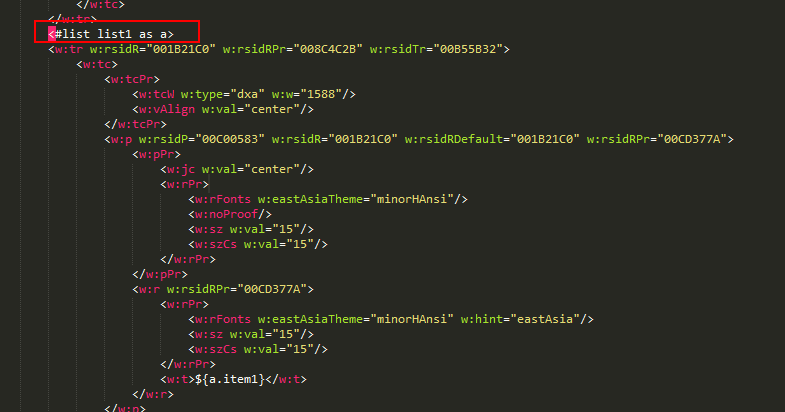 </w:tc>
</w:tr>
<#list list1 as a>
<w:tr w:rsidR="001B21C0" w:rsidRPr="008C4C2B" w:rsidTr="00B55B32">
<w:tc>
<w:tcPr>
<w:tcW w:type="dxa" w:w="1588"/>
<w:vAlign w:val="center"/>
</w:tcPr>
<w:p w:rsidP="00C00583" w:rsidR="001B21C0" w:rsidRDefault="001B21C0" w:rsidRPr="00CD377A">
<w:pPr>
<w:jc w:val="center"/>
<w:rPr>
<w:rFonts w:eastAsiaTheme="minorHAnsi"/>
<w:noProof/>
<w:sz w:val="15"/>
<w:szCs w:val="15"/>
</w:rPr>
</w:pPr>
<w:r w:rsidRPr="00CD377A">
<w:rPr>
<w:rFonts w:eastAsiaTheme="minorHAnsi" w:hint="eastAsia"/>
<w:sz w:val="15"/>
<w:szCs w:val="15"/>
</w:rPr>
<w:t>${a.item1}</w:t>
</w:r>
</w:p>